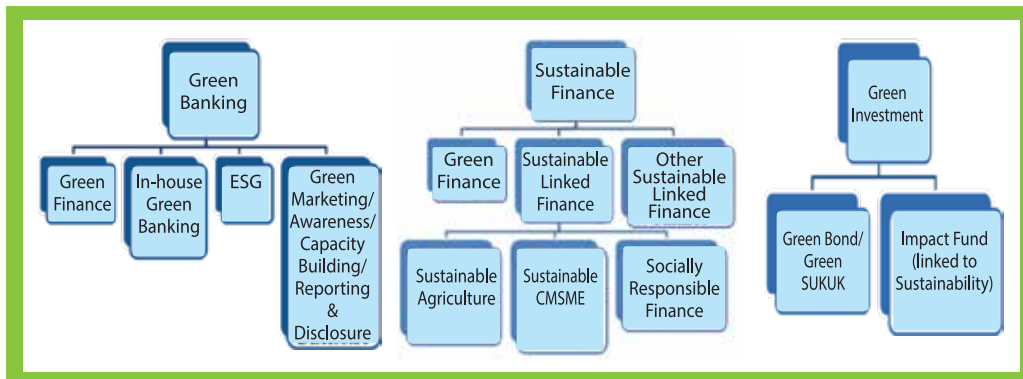 Green
Banking
Green
Finance
In-house
Green
Banking
ESG
Green
Marketing/
Awareness/
Capacity
Building/
Reporting
&
Disclosure
Sustainable
Finance
Green
Finance
Sustainable
Linked
Finance
Other
Sustainable
Linked
Finance
Sustainable
Agriculture
Sustainable
CMSME
Socially
Responsible
Finance
Green
Investment
Green Bond/
Green
SUKUK
Impact Fund
(linked to
Sustainability)